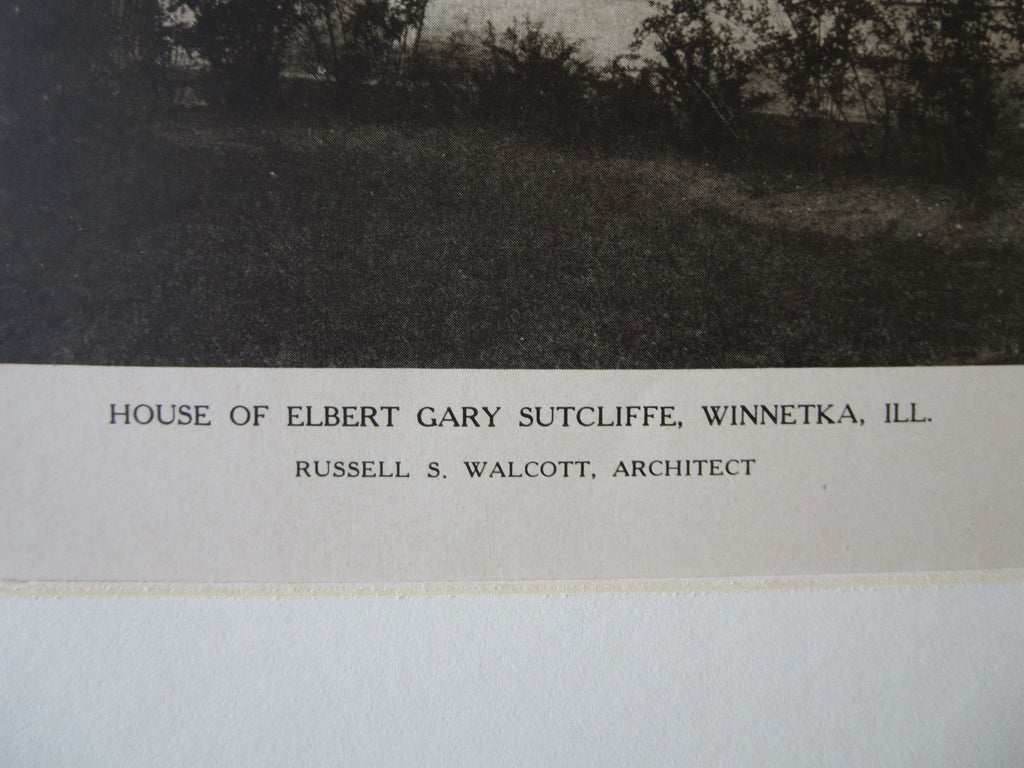 HOUSE OF ELBERT GARY SUTCLIFFE, WINNETKA, ILL.
RUSSELL S. WALCOTT, ARCHITECT